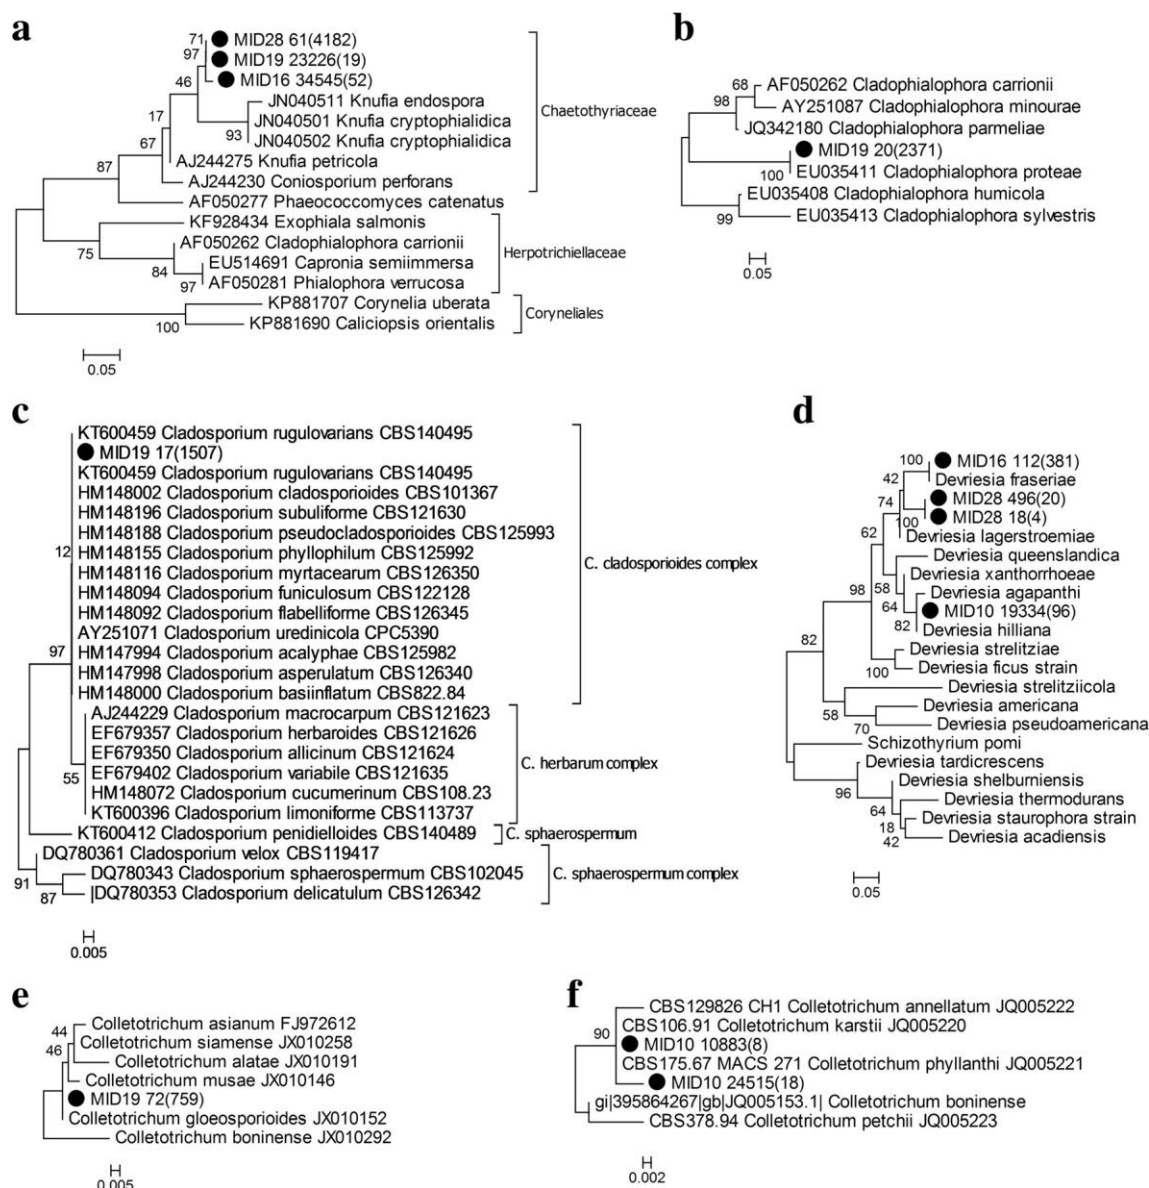 a
71
MID28 61(4182)
97
MID19 23226(19)
46
MID16 34545(52)
JN040511 Knufia endospora
Chaetothyriaceae
17
JN040501 Knufia cryptophialidica
93
JN040502 Knufia cryptophialidica
67
AJ244275 Knufia petricola
87
AJ244230 Coniosporium perforans
AF050277 Phaeococcomyces catenatus
KF928434 Exophiala salmonis
75
AF050262 Cladophialophora carrionii
Herpotrichiellaceae
84
EU514691 Capronia semiimmersa
97
AF050281 Phialophora verrucosa
KP881707 Corynelia uberata
Coryneliales
100
KP881690 Caliciopsis orientalis
0.05
b
68
AF050262 Cladophialophora carrionii
98
AY251087 Cladophialophora minourae
JQ342180 Cladophialophora parmeliae
MID19 20(2371)
100
EU035411 Cladophialophora proteae
EU035408 Cladophialophora humicola
99
EU035413 Cladophialophora sylvestris
0.05
c
KT600459 Cladosporium rugulovarians CBS140495
MID19 17(1507)
KT600459 Cladosporium rugulovarians CBS140495
HM148002 Cladosporium cladosporioides CBS101367
HM148196 Cladosporium subuliforme CBS121630
HM148188 Cladosporium pseudocladosporioides CBS125993
12
HM148155 Cladosporium phyllophilum CBS125992
C. cladosporioides complex
HM148116 Cladosporium myrtacearum CBS126350
HM148094 Cladosporium funiculosum CBS122128
HM148092 Cladosporium flabelliforme CBS126345
AY251071 Cladosporium uredinicola CPC5390
97
HM147994 Cladosporium acalyphae CBS125982
HM147998 Cladosporium asperulatum CBS126340
HM148000 Cladosporium basiinflatum CBS822.84
AJ244229 Cladosporium macrocarpum CBS121623
EF679357 Cladosporium herbaroides CBS121626
EF679350 Cladosporium allicinum CBS121624
C. herbarum complex
55
EF679402 Cladosporium variabile CBS121635
HM148072 Cladosporium cucumerinum CBS108.23
KT600396 Cladosporium limoniforme CBS113737
KT600412 Cladosporium penidielloides CBS140489
C. sphaerospermum
DQ780361 Cladosporium velox CBS119417
91
DQ780343 Cladosporium sphaerospermum CBS102045
C. sphaerospermum complex
87
|DQ780353 Cladosporium delicatulum CBS126342
0.005
d
100
MID16 112(381)
42
Devriesia fraseriae
74
MID28 496(20)
100
MID28 18(4)
62
Devriesia lagerstroemiae
Devriesia queenslandica
58
Devriesia xanthorrhoeae
98
Devriesia agapanthi
64
MID10 19334(96)
82
Devriesia hilliana
82
Devriesia strelitziae
100
Devriesia ficus strain
Devriesia strelitziicola
58
Devriesia americana
70
Devriesia pseudoamericana
Schizothyrium pomi
Devriesia tardicrescens
96
Devriesia shelburniensis
64
Devriesia thermodurans
18
Devriesia staurophora strain
42
Devriesia acadiensis
0.05
e
44
Colletotrichum asianum FJ972612
46
Colletotrichum siamense JX010258
Colletotrichum alatae JX010191
Colletotrichum musae JX010146
MID19 72(759)
Colletotrichum gloeosporioides JX010152
Colletotrichum boninense JX010292
0.005
f
CBS129826 CH1 Colletotrichum annellatum JQ005222
90
CBS106.91 Colletotrichum karstii JQ005220
MID10 10883(8)
CBS175.67 MACS 271 Colletotrichum phyllanthi JQ005221
MID10 24515(18)
gi|395864267|gb|JQ005153.1| Colletotrichum boninense
CBS378.94 Colletotrichum petchii JQ005223
0.002